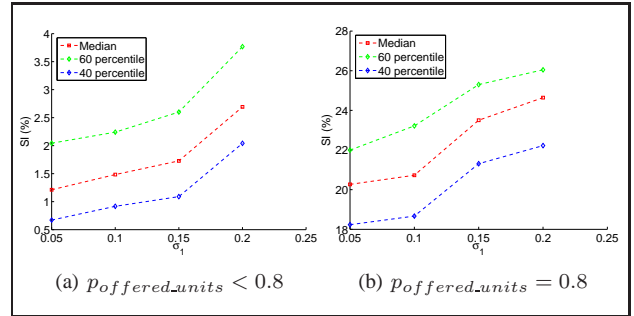 4
3.5
3
2.5
2
1.5
1
0.5
SI (%)
Median
60 percentile
40 percentile
0.05 0.1 0.15 0.2 0.25
σ1
(a) p_offered_units < 0.8
28
26
24
22
20
18
SI (%)
Median
60 percentile
40 percentile
0.05 0.1 0.15 0.2 0.25
σ1
(b) p_offered_units = 0.8